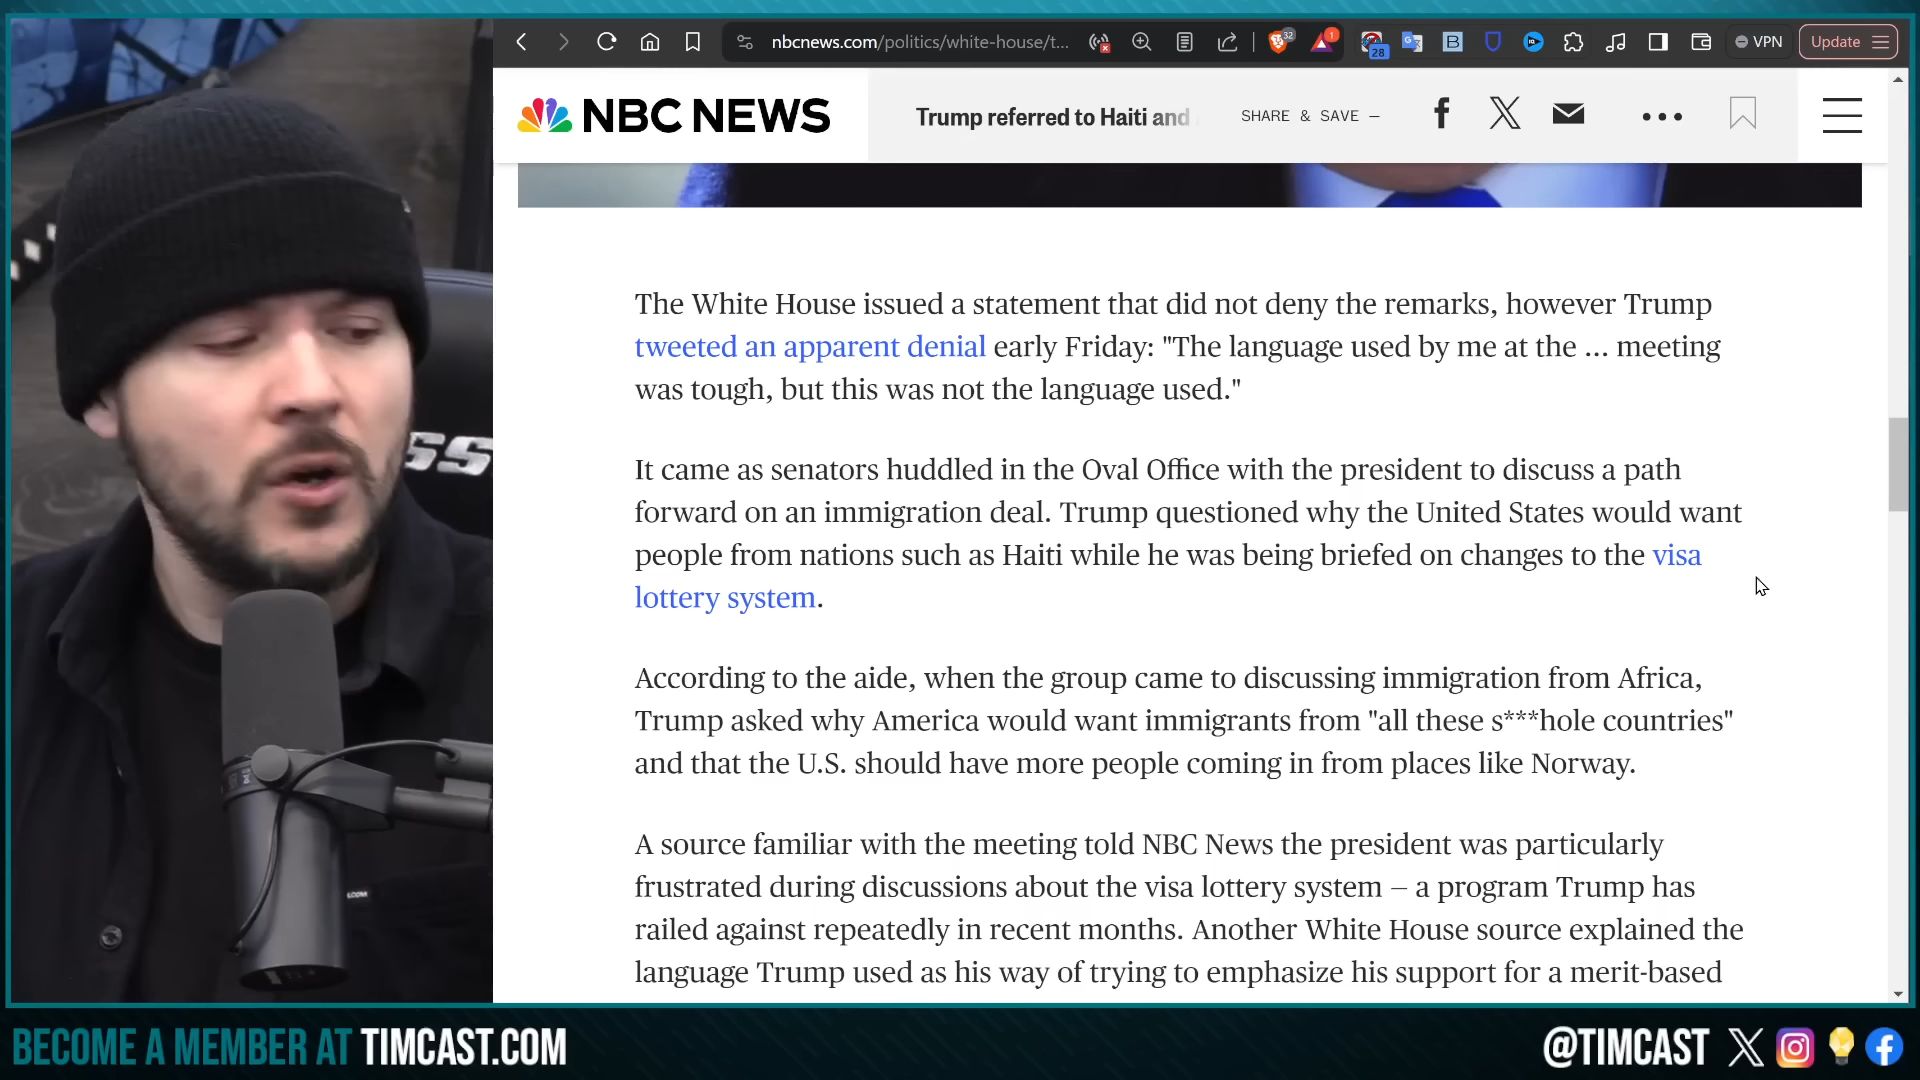 nbcnews.com/politics/white-house/t...
32
1
28
VPN
Update
NBC NEWS
Trump referred to Haiti and
SHARE & SAVE —
The White House issued a statement that did not deny the remarks, however Trump
tweeted an apparent denial early Friday: "The language used by me at the ... meeting
was tough, but this was not the language used."
It came as senators huddled in the Oval Office with the president to discuss a path
forward on an immigration deal. Trump questioned why the United States would want
people from nations such as Haiti while he was being briefed on changes to the visa
lottery system.
According to the aide, when the group came to discussing immigration from Africa,
Trump asked why America would want immigrants from "all these s***hole countries"
and that the U.S. should have more people coming in from places like Norway.
A source familiar with the meeting told NBC News the president was particularly
frustrated during discussions about the visa lottery system – a program Trump has
railed against repeatedly in recent months. Another White House source explained the
language Trump used as his way of trying to emphasize his support for a merit-based
BECOME A MEMBER AT TIMCAST.COM
@TIMCAST